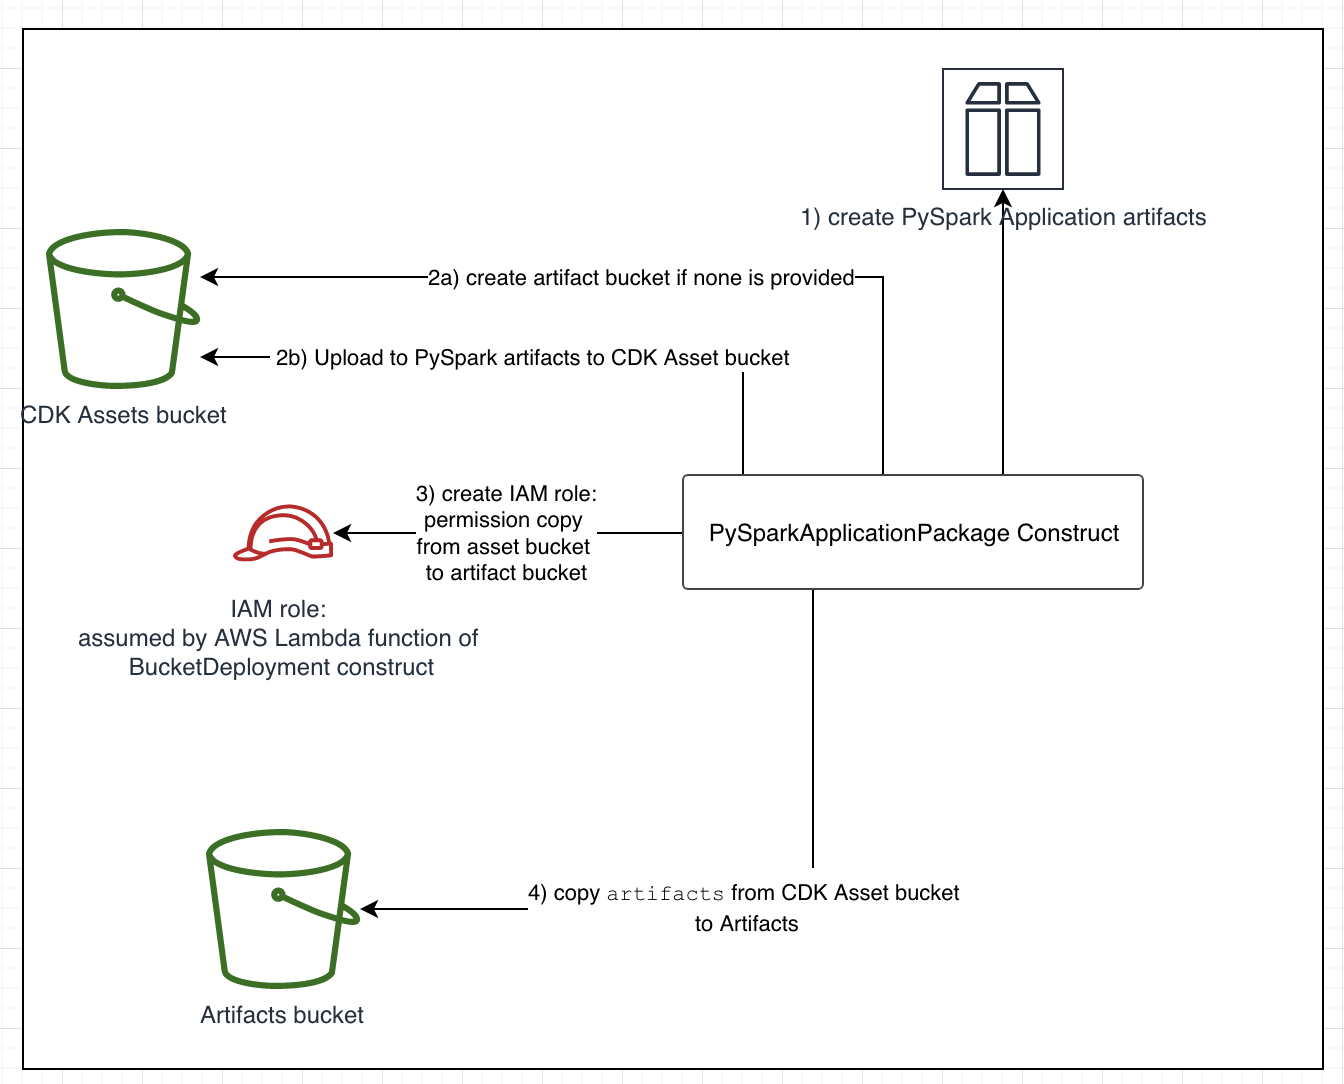 1) create PySpark Application artifacts
2a) create artifact bucket if none is provided
2b) Upload to PySpark artifacts to CDK Asset bucket
CDK Assets bucket
3) create IAM role:
permission copy
from asset bucket
to artifact bucket
PySparkApplicationPackage Construct
IAM role:
assumed by AWS Lambda function of
BucketDeployment construct
4) copy artifacts from CDK Asset bucket
to Artifacts
Artifacts bucket